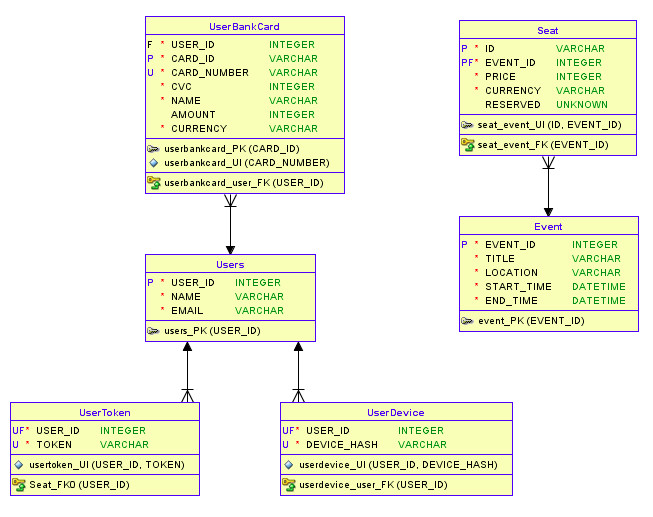 UserBankCard
F * USER_ID INTEGER
P * CARD_ID VARCHAR
U * CARD_NUMBER VARCHAR
* CVC INTEGER
* NAME VARCHAR
AMOUNT INTEGER
* CURRENCY VARCHAR
userbankcard_PK (CARD_ID)
userbankcard_UI (CARD_NUMBER)
userbankcard_user_FK (USER_ID)
Seat
P * ID VARCHAR
PF* EVENT_ID INTEGER
* PRICE INTEGER
* CURRENCY VARCHAR
RESERVED UNKNOWN
seat_event_UI (ID, EVENT_ID)
seat_event_FK (EVENT_ID)
Users
P * USER_ID INTEGER
* NAME VARCHAR
* EMAIL VARCHAR
users_PK (USER_ID)
Event
P * EVENT_ID INTEGER
* TITLE VARCHAR
* LOCATION VARCHAR
* START_TIME DATETIME
* END_TIME DATETIME
event_PK (EVENT_ID)
UserToken
UF* USER_ID INTEGER
U * TOKEN VARCHAR
usertoken_UI (USER_ID, TOKEN)
Seat_FK0 (USER_ID)
UserDevice
UF* USER_ID INTEGER
U * DEVICE_HASH VARCHAR
userdevice_UI (USER_ID, DEVICE_HASH)
userdevice_user_FK (USER_ID)